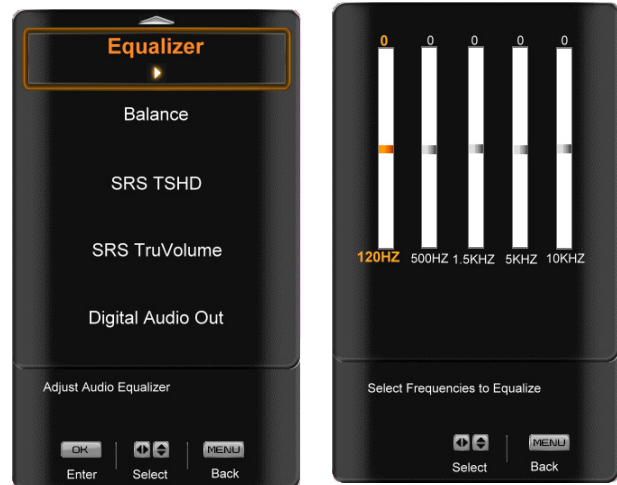 Equalizer
Balance
SRS TSHD
SRS TruVolume
Digital Audio Out
Adjust Audio Equalizer
OK MENU
Enter Select Back
0 0 0 0 0
120HZ 500HZ 1.5KHZ 5KHZ 10KHZ
Select Frequencies to Equalize
MENU
Select Back